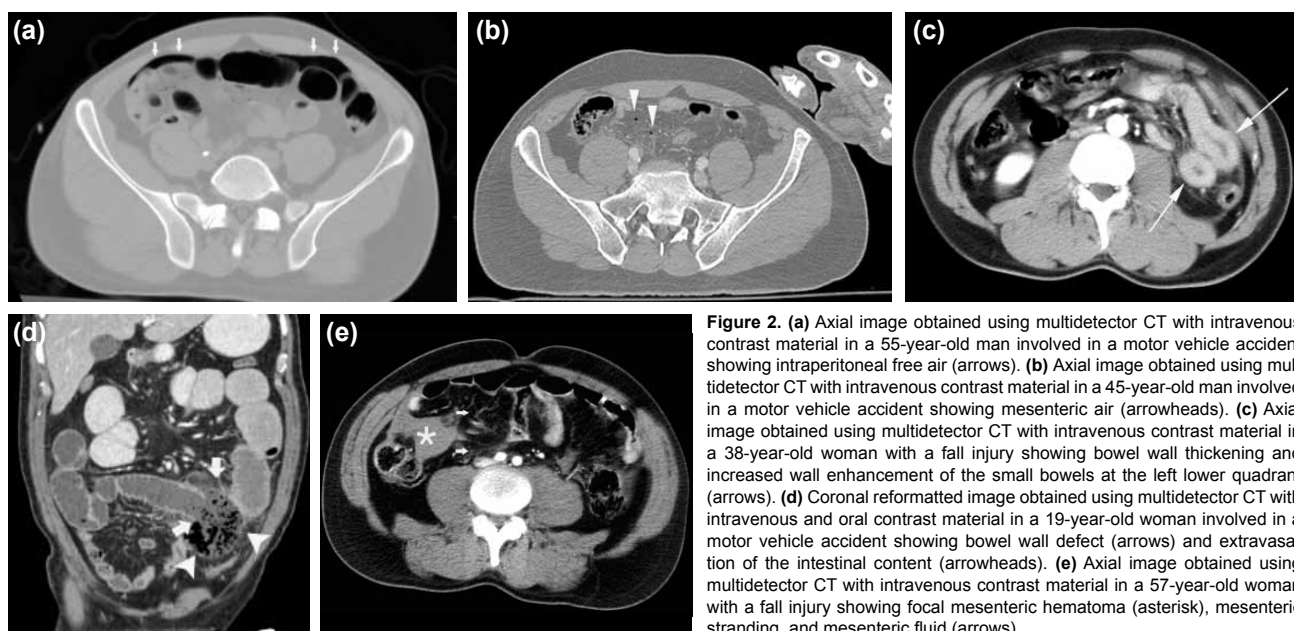 (a)
(b)
(c)
(d)
(e)
*
Figure 2. (a) Axial image obtained using multidetector CT with intravenous
contrast material in a 55-year-old man involved in a motor vehicle acciden
showing intraperitoneal free air (arrows). (b) Axial image obtained using mul
tidetector CT with intravenous contrast material in a 45-year-old man involved
in a motor vehicle accident showing mesenteric air (arrowheads). (c) Axia
image obtained using multidetector CT with intravenous contrast material in
a 38-year-old woman with a fall injury showing bowel wall thickening and
increased wall enhancement of the small bowels at the left lower quadran
(arrows). (d) Coronal reformatted image obtained using multidetector CT with
intravenous and oral contrast material in a 19-year-old woman involved in a
motor vehicle accident showing bowel wall defect (arrows) and extravasa
tion of the intestinal content (arrowheads). (e) Axial image obtained using
multidetector CT with intravenous contrast material in a 57-year-old woman
with a fall injury showing focal mesenteric hematoma (asterisk), mesenteric
stranding, and mesenteric fluid (arrows)